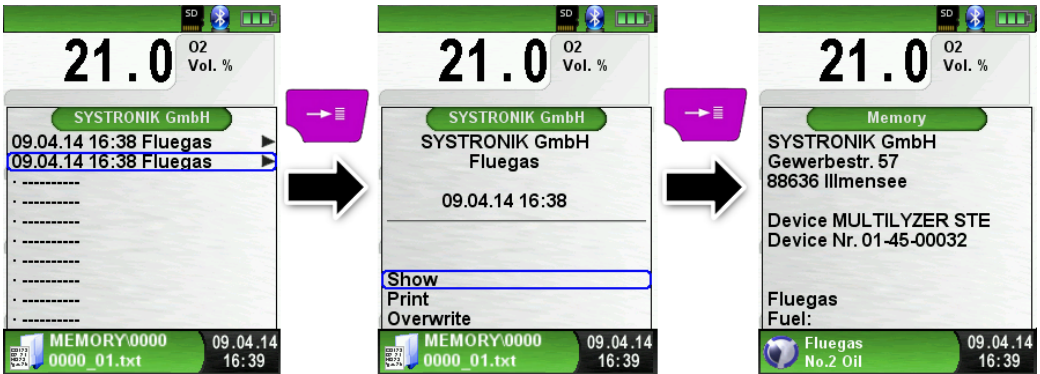 SD
21.0
O2
Vol. %
SYSTRONIK GmbH
09.04.14 16:38 Fluegas
09.04.14 16:38 Fluegas
· ----------
· ----------
· ----------
· ----------
· ----------
· ----------
· ----------
· ----------
MEMORY\0000
0000_01.txt
09.04.14
16:39
SD
21.0
O2
Vol. %
SYSTRONIK GmbH
SYSTRONIK GmbH
Fluegas
09.04.14 16:38
Show
Print
Overwrite
MEMORY\0000
0000_01.txt
09.04.14
16:39
SD
21.0
O2
Vol. %
Memory
SYSTRONIK GmbH
Gewerbestr. 57
88636 Illmensee
Device MULTILYZER STE
Device Nr. 01-45-00032
Fluegas
Fuel:
Fluegas
No.2 Oil
09.04.14
16:39